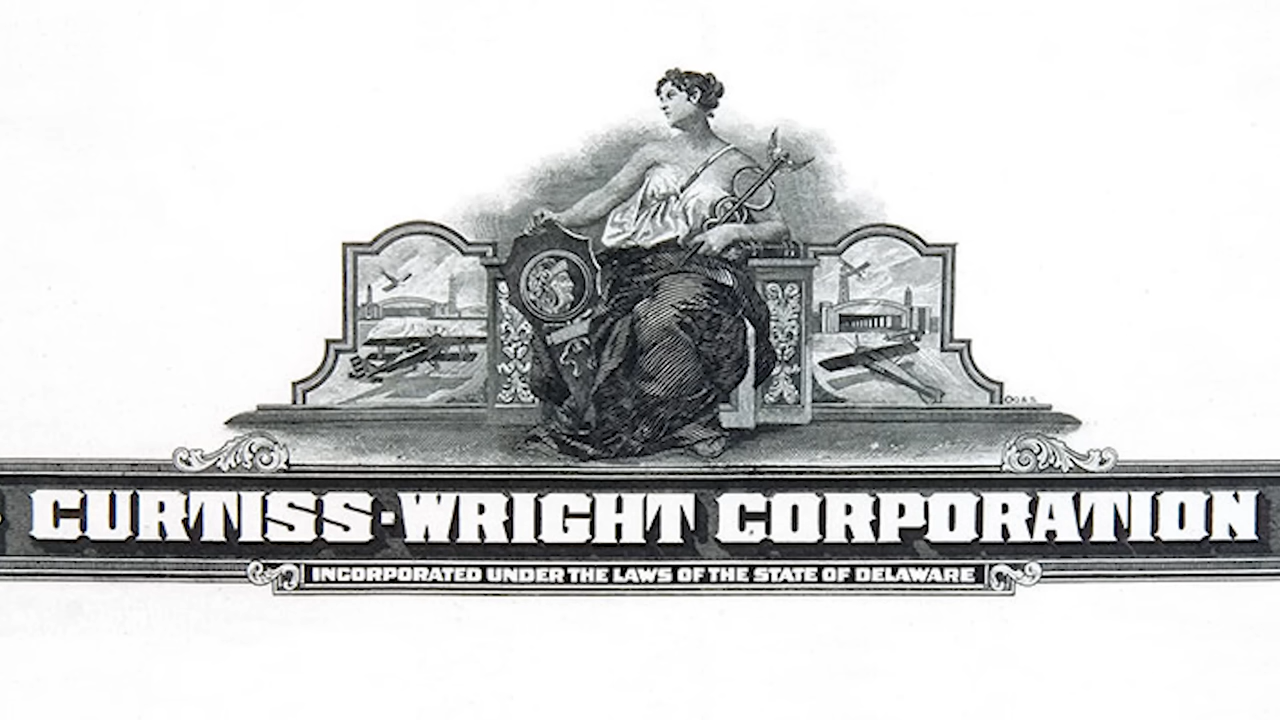 CURTISS-WRIGHT CORPORATION
INCORPORATED UNDER THE LAWS OF THE STATE OF DELAWARE